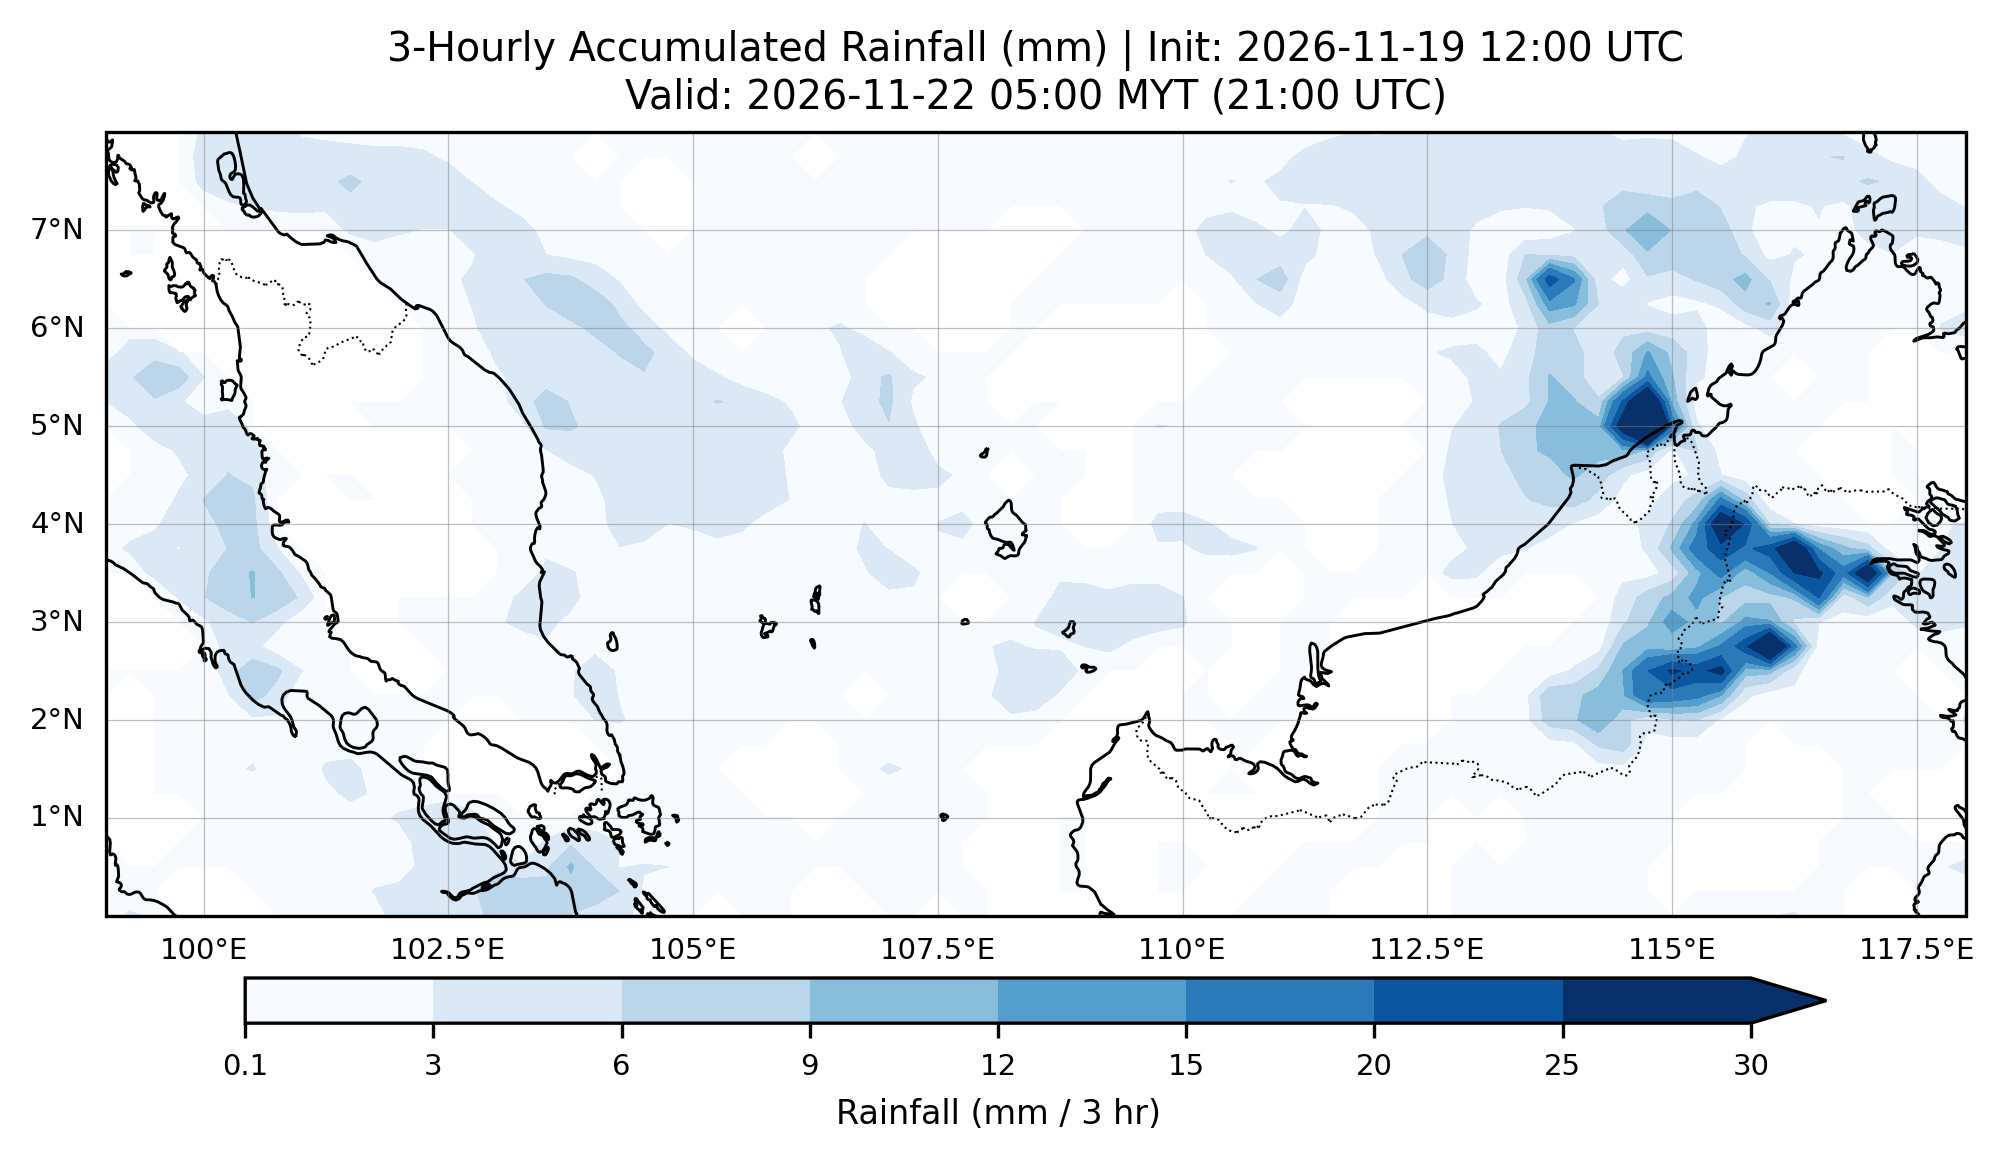 3-Hourly Accumulated Rainfall (mm) | Init: 2026-11-19 12:00 UTC
Valid: 2026-11-22 05:00 MYT (21:00 UTC)
7°N
6°N
5°N
4°N
3°N
2°N
1°N
100°E 102.5°E 105°E 107.5°E 110°E 112.5°E 115°E 117.5°E
0.1 3 6 9 12 15 20 25 30
Rainfall (mm / 3 hr)